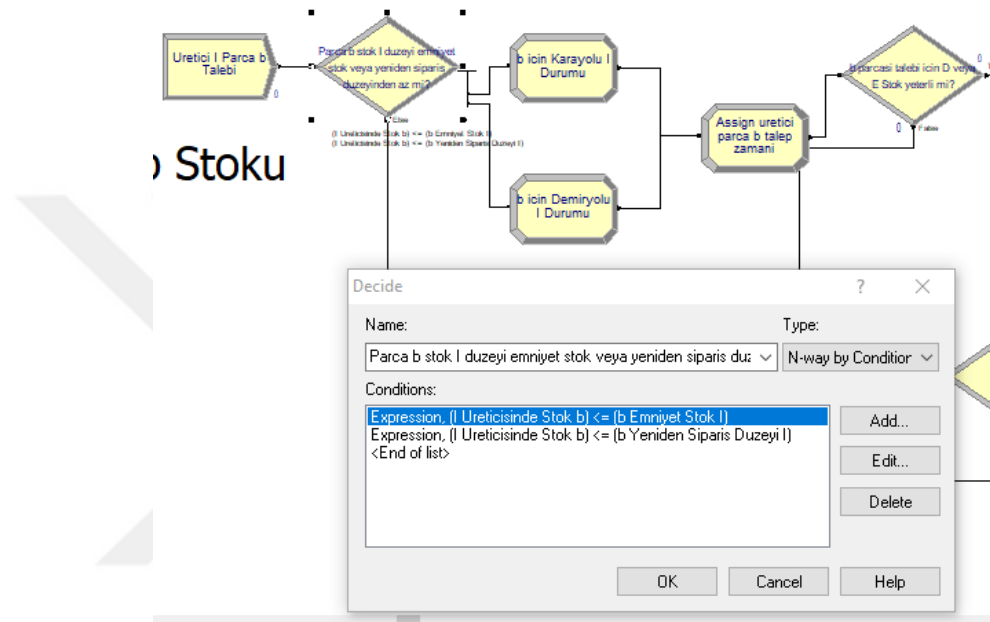 Uretici I Parca b
Talebi
0
Parca b stok I duzeyi emniyet
stok veya yeniden siparis
duzeyinden az mi?
Else
(I Ureticisinde Stok b) <= (b Emniyet Stok I)
(I Ureticisinde Stok b) <= (b Yeniden Siparis Duzeyi I)
b icin Karayolu I
Durumu
b icin Demiryolu
I Durumu
Assign uretici
parca b talep
zamani
b parcasi talebi icin D veya
E Stok yeterli mi?
0
0
False
Stoku
Decide
? ×
Name:
Type:
Parca b stok I duzeyi emniyet stok veya yeniden siparis duz
N-way by Condition
Conditions:
Expression, (I Ureticisinde Stok b) <= (b Emniyet Stok I)
Expression, (I Ureticisinde Stok b) <= (b Yeniden Siparis Duzeyi I)
<End of list>
Add...
Edit...
Delete
OK
Cancel
Help